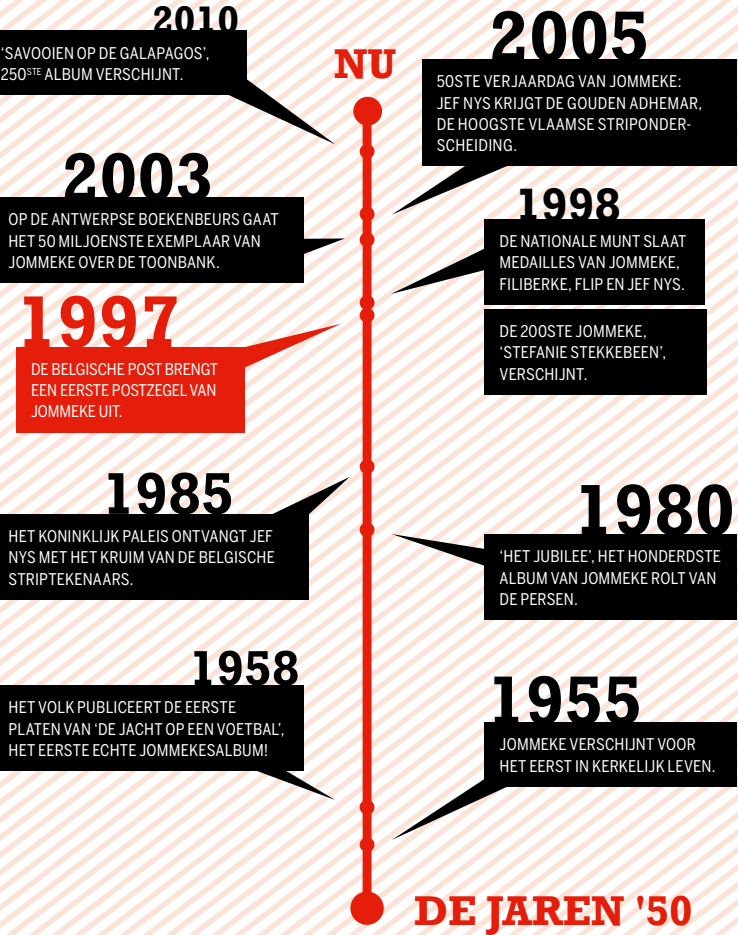 2010
‘SAVOOIEN OP DE GALAPAGOS’,
250STE ALBUM VERSCHIJNT.
NU
2005
50STE VERJAARDAG VAN JOMMEKE:
JEF NYS KRIJGT DE GOUDEN ADHEMAR,
DE HOOGSTE VLAAMSE STRIPONDER-
SCHEIDING.
2003
OP DE ANTWERPSE BOEKENBEURS GAAT
HET 50 MILJOENSTE EXEMPLAAR VAN
JOMMEKE OVER DE TOONBANK.
1998
DE NATIONALE MUNT SLAAT
MEDAILLES VAN JOMMEKE,
FILIBERKE, FLIP EN JEF NYS.
DE 200STE JOMMEKE,
‘STEFANIE STEKKEBEEN’,
VERSCHIJNT.
1997
DE BELGISCHE POST BRENGT
EEN EERSTE POSTZEGEL VAN
JOMMEKE UIT.
1985
HET KONINKLIJK PALEIS ONTVANGT JEF
NYS MET HET KRUIM VAN DE BELGISCHE
STRIPTEKENAARS.
1980
‘HET JUBILEE’, HET HONDERDSTE
ALBUM VAN JOMMEKE ROLT VAN
DE PERSEN.
1958
HET VOLK PUBLICEERT DE EERSTE
PLATEN VAN ‘DE JACHT OP EEN VOETBAL’,
HET EERSTE ECHTE JOMMEKESALBUM!
1955
JOMMEKE VERSCHIJNT VOOR
HET EERST IN KERKELIJK LEVEN.
DE JAREN '50